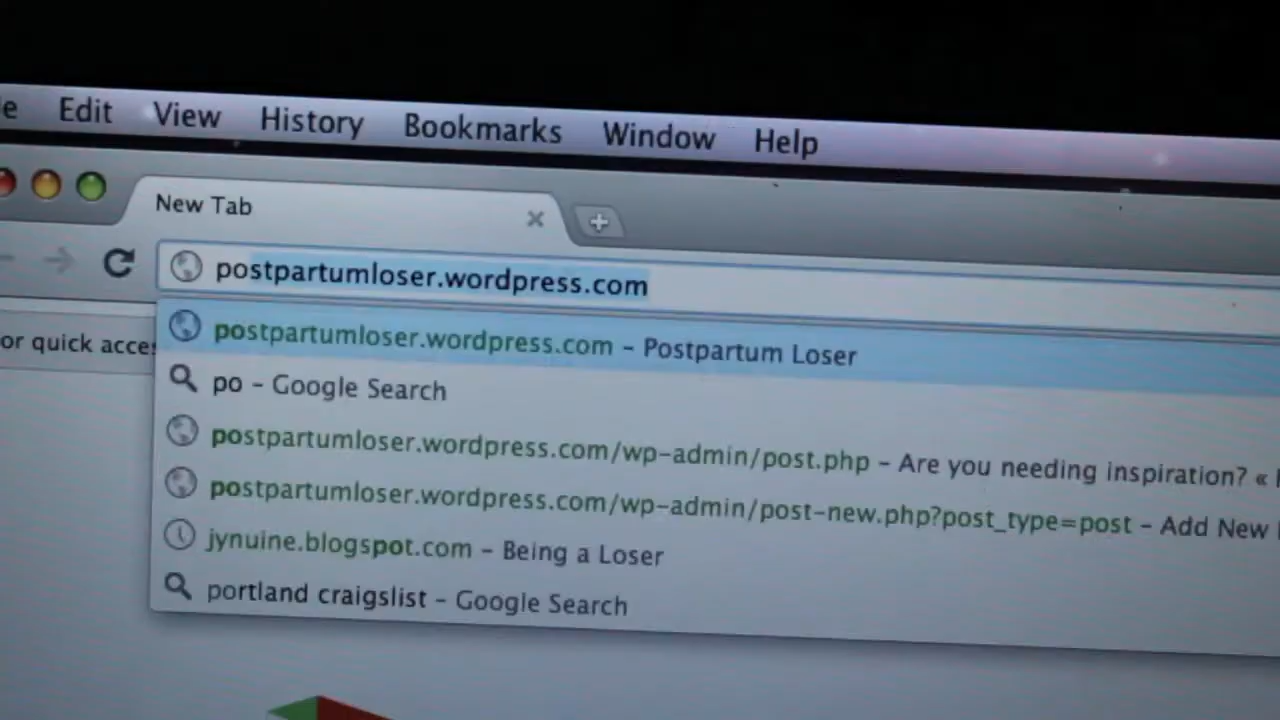 Edit View History Bookmarks Window Help
New Tab
postpartumloser.wordpress.com
or quick
postpartumloser.wordpress.com - Postpartum Loser
po - Google Search
postpartumloser.wordpress.com/wp-admin/post.php - Are you needing inspiration? «
postpartumloser.wordpress.com/wp-admin/post-new.php?post_type=post - Add New
jynuine.blogspot.com - Being a Loser
portland craigslist - Google Search